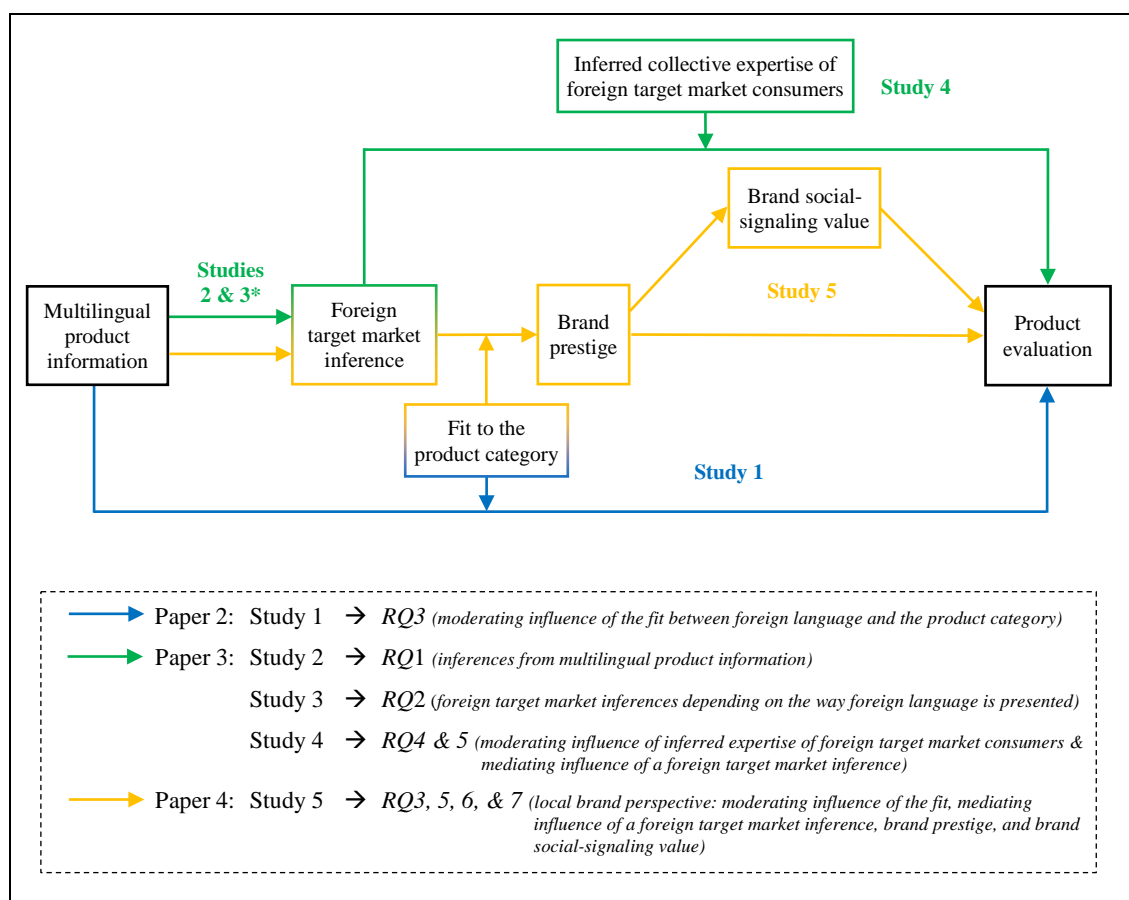 Inferred collective expertise of
foreign target market consumers
Study 4
Brand social-
signaling value
Studies
2 & 3*
Study 5
Multilingual
product
information
Foreign
target market
inference
Brand
prestige
Product
evaluation
Fit to the
product category
Study 1
Paper 2: Study 1 → RQ3 (moderating influence of the fit between foreign language and the product category)
Paper 3: Study 2 → RQ1 (inferences from multilingual product information)
Study 3 → RQ2 (foreign target market inferences depending on the way foreign language is presented)
Study 4 → RQ4 & 5 (moderating influence of inferred expertise of foreign target market consumers &
mediating influence of a foreign target market inference)
Paper 4: Study 5 → RQ3, 5, 6, & 7 (local brand perspective: moderating influence of the fit, mediating
influence of a foreign target market inference, brand prestige, and brand
social-signaling value)